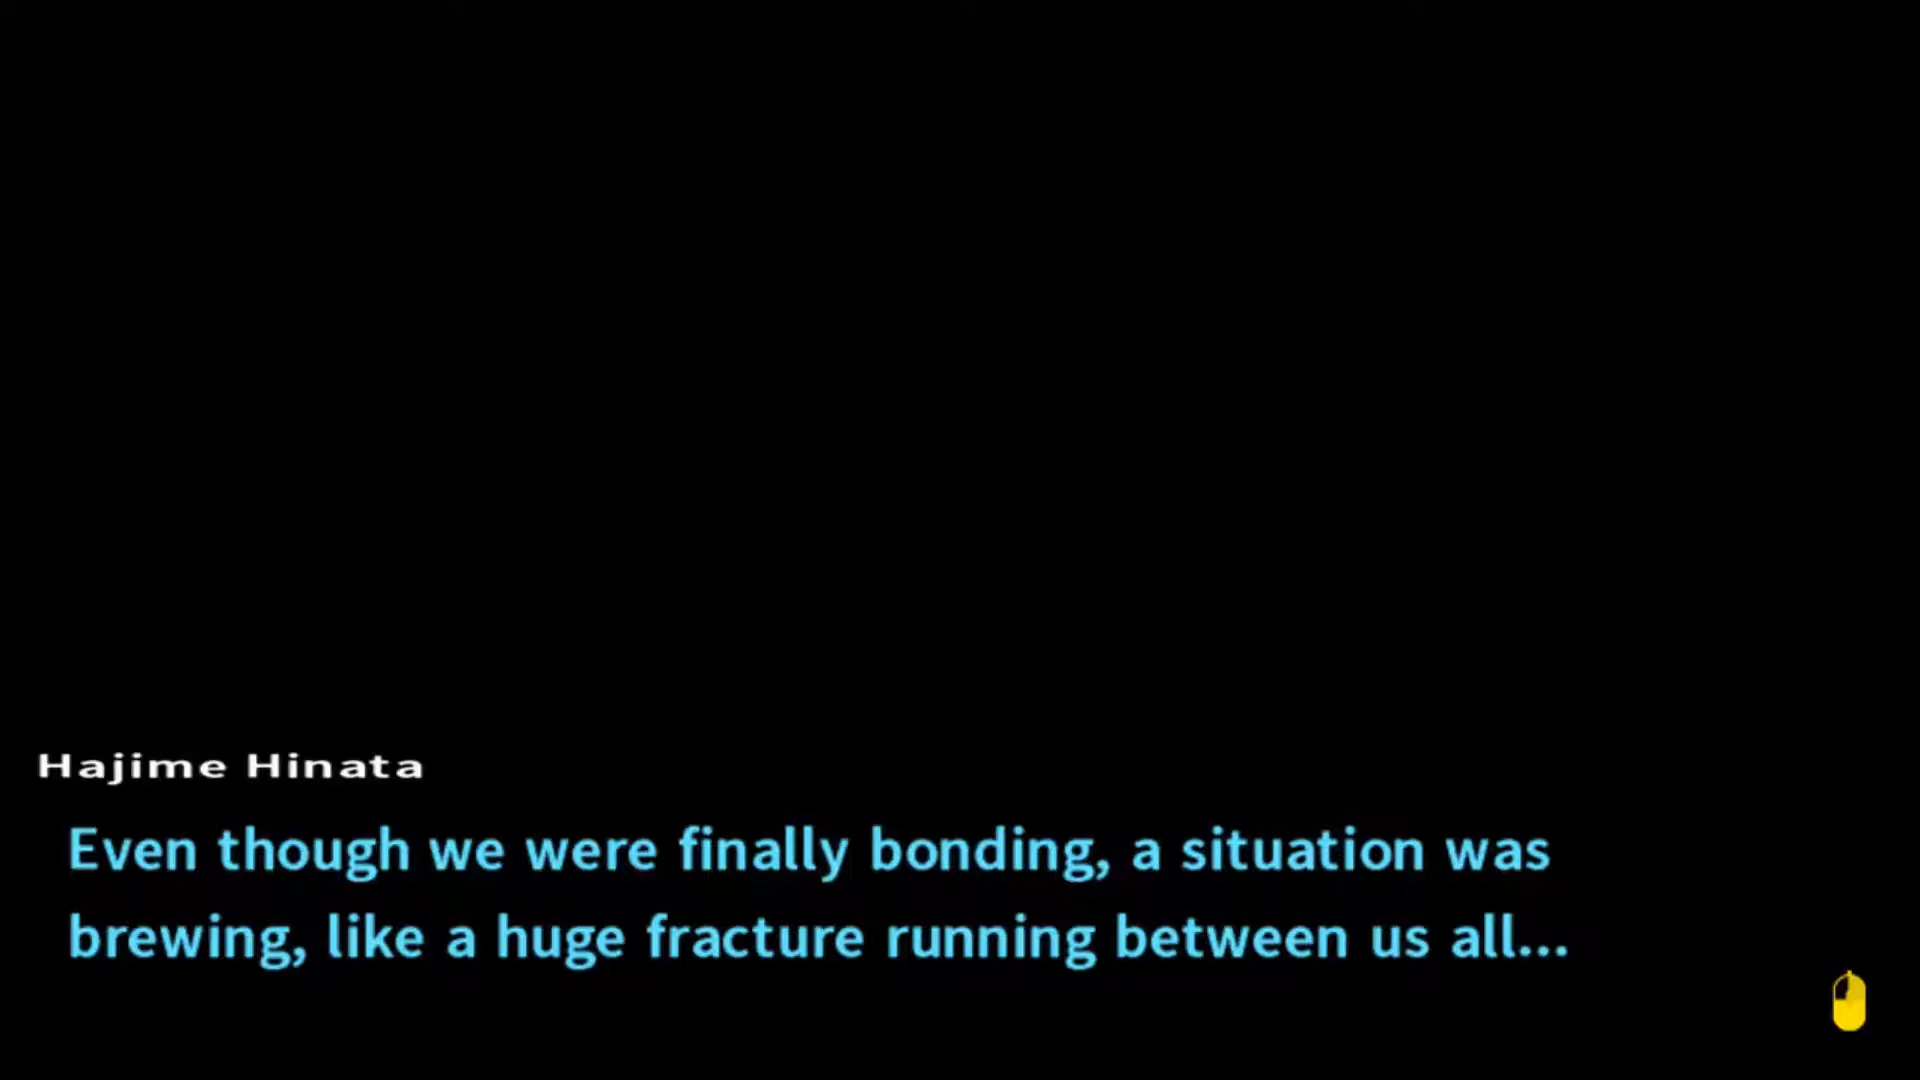 Hajime Hinata
Even though we were finally bonding, a situation was
brewing, like a huge fracture running between us all...